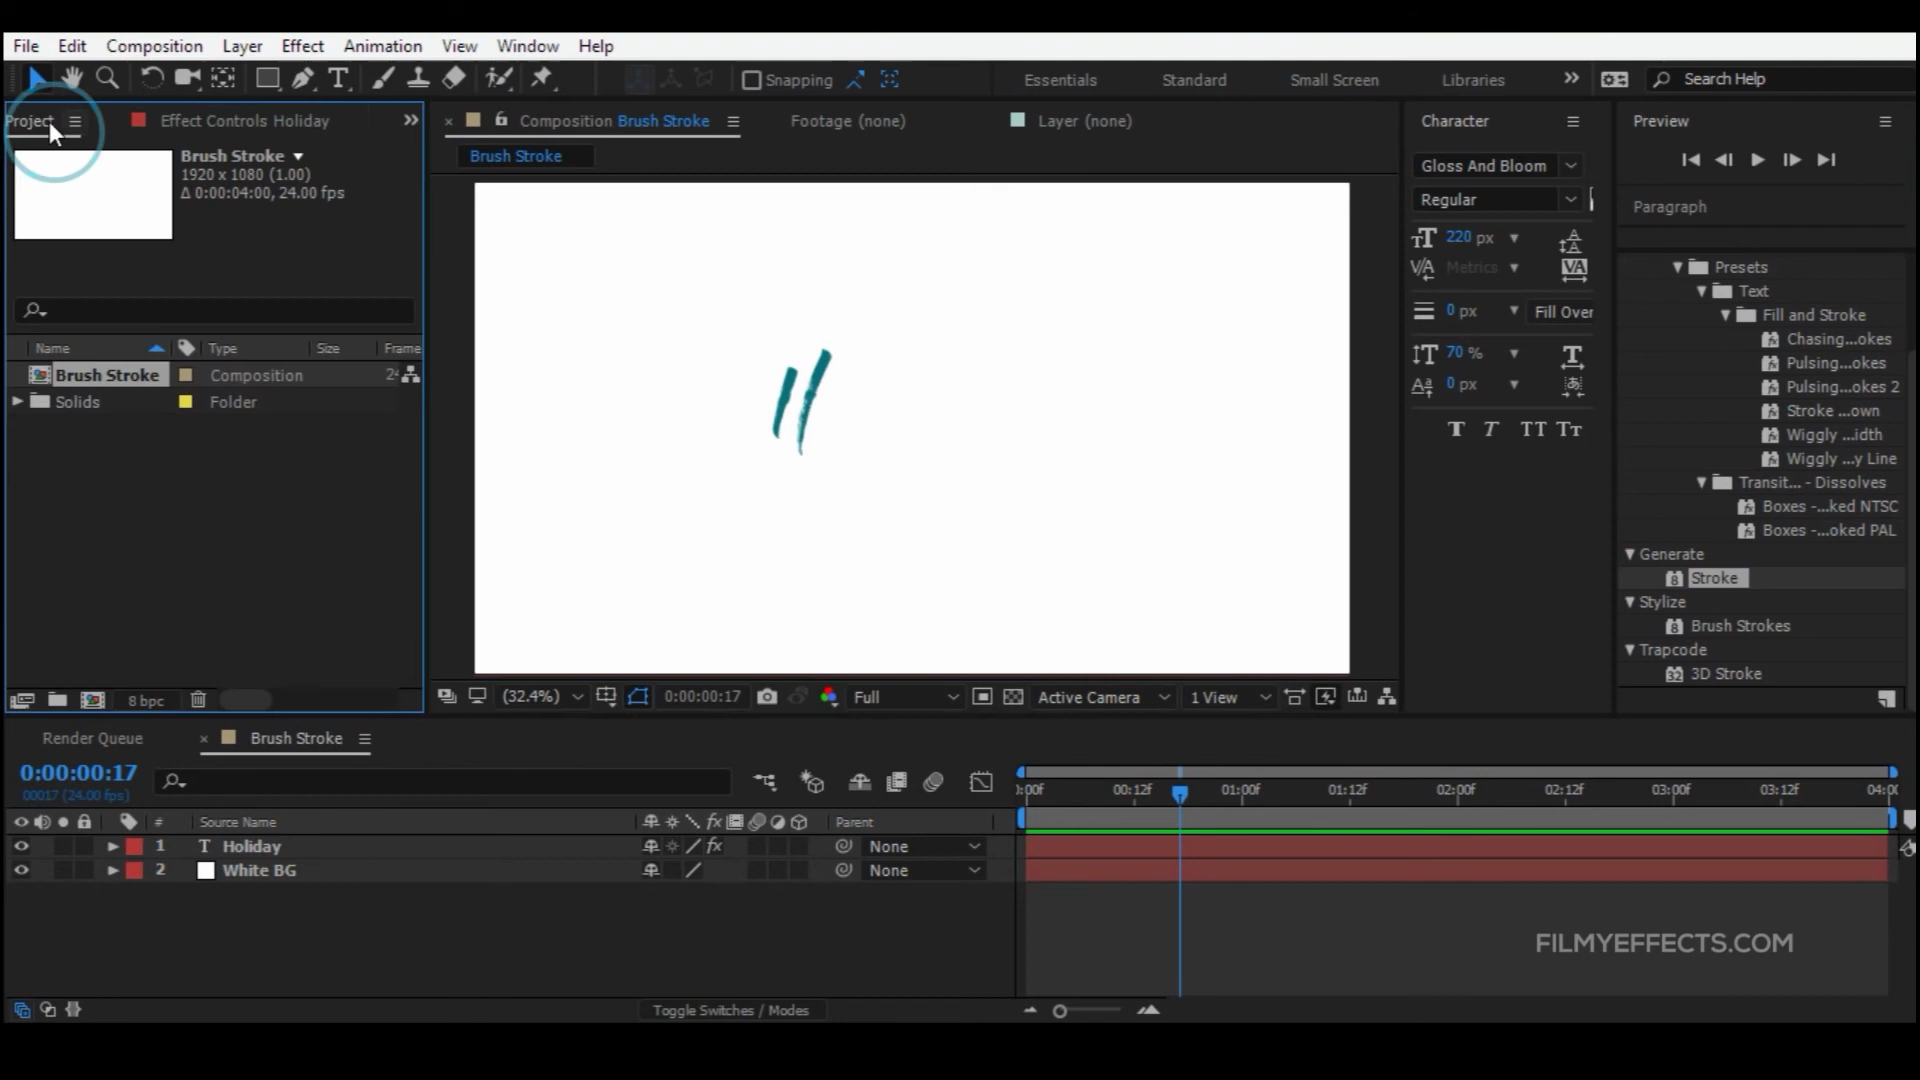 File Edit Composition Layer Effect Animation View Window Help
Snapping Essentials Standard Small Screen Libraries Search Help
Project Effect Controls Holiday
Composition Brush Stroke Footage (none) Layer (none)
Character
Preview
Brush Stroke
1920 x 1080 (1.00)
Δ 0:00:04:00, 24.00 fps
Brush Stroke
Gloss And Bloom
Regular
Paragraph
220 px
Metrics
0 px Fill Over
70 %
0 px
T T TT Tт
Name Type Size Frame
Brush Stroke Composition
Solids Folder
Presets
Text
Fill and Stroke
Chasing...okes
Pulsing...okes
Pulsing...okes 2
Stroke ...own
Wiggly ...idth
Wiggly ...y Line
Transit... - Dissolves
Boxes -...ked NTSC
Boxes -...oked PAL
Generate
Stroke
Stylize
Brush Strokes
Trapcode
3D Stroke
8 bpc
(32.4%) 0:00:00:17 Full Active Camera 1 View
Render Queue Brush Stroke
0:00:00:17
00017 (24.00 fps)
:00f 00:12f 01:00f 01:12f 02:00f 02:12f 03:00f 03:12f 04:00
# Source Name fx Parent
1 T Holiday fx None
2 White BG None
FILMYEFFECTS.COM
Toggle Switches / Modes